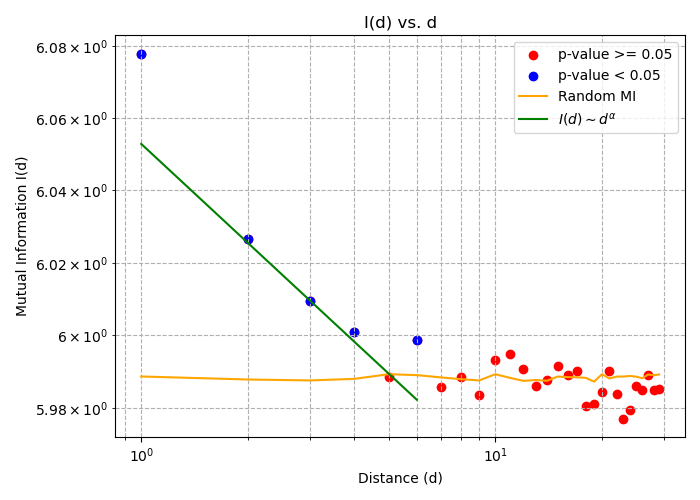 I(d) vs. d
6.08 × 10⁰
6.06 × 10⁰
6.04 × 10⁰
6.02 × 10⁰
6 × 10⁰
5.98 × 10⁰
Mutual Information I(d)
p-value >= 0.05
p-value < 0.05
Random MI
I(d) ~ d^α
10⁰ 10¹
Distance (d)